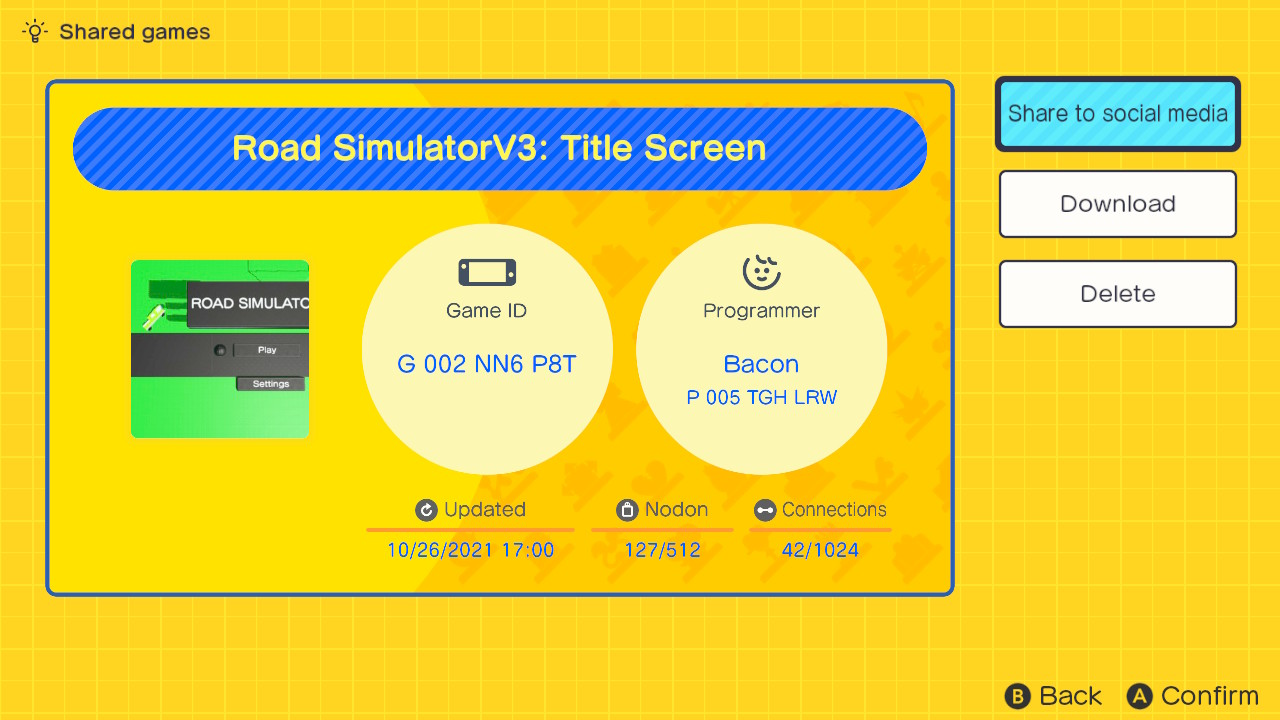 Shared games
Road SimulatorV3: Title Screen
Share to social media
Download
Delete
ROAD SIMULATO
Play
Settings
Game ID
G 002 NN6 P8T
Programmer
Bacon
P 005 TGH LRW
Updated
10/26/2021 17:00
Nodon
127/512
Connections
42/1024
B Back A Confirm